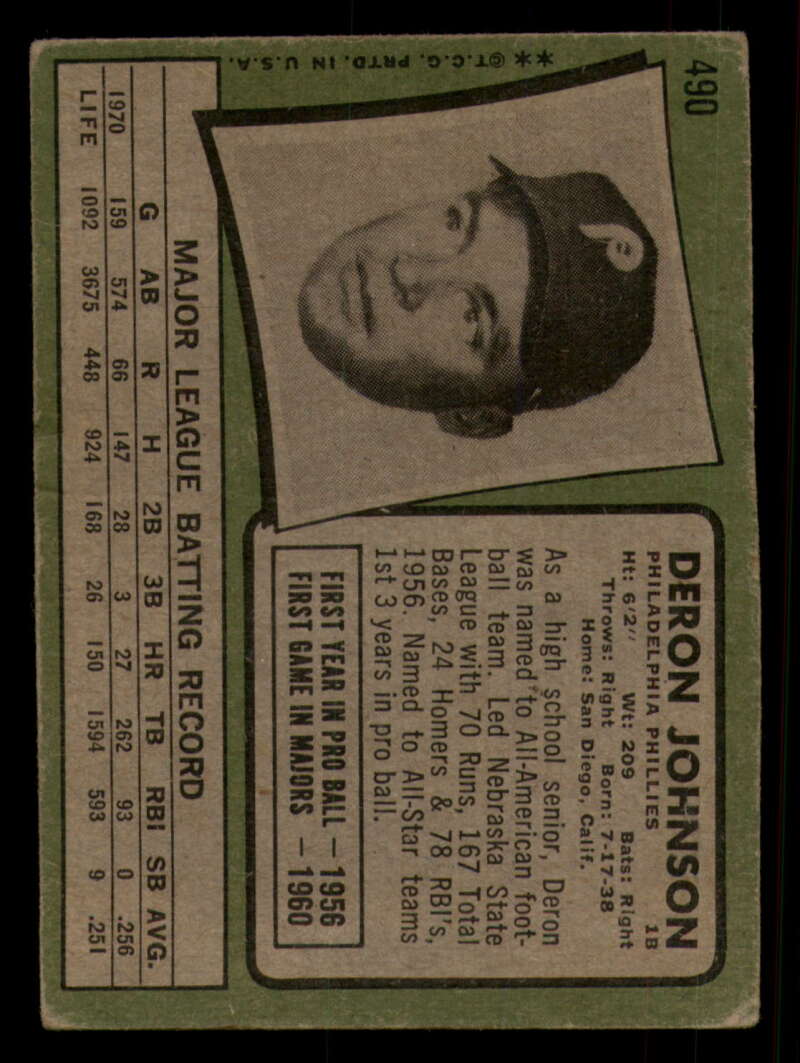 490
DERON JOHNSON
PHILADELPHIA PHILLIES 1B
Ht: 6'2" Wt: 209 Bats: Right
Throws: Right Born: 7-17-38
Home: San Diego, Calif.
As a high school senior, Deron
was named to All-American foot-
ball team. Led Nebraska State
League with 70 Runs, 167 Total
Bases, 24 Homers & 78 RBI's,
1956. Named to All-Star teams
1st 3 years in pro ball.
FIRST YEAR IN PRO BALL — 1956
FIRST GAME IN MAJORS — 1960
P
MAJOR LEAGUE BATTING RECORD
G AB R H 2B 3B HR TB RBI SB AVG.
1970 159 574 66 147 28 3 27 262 93 0 .256
LIFE 1092 3675 448 924 168 26 150 1594 593 9 .251
** ©T.C.G. PRTD. IN U.S.A.